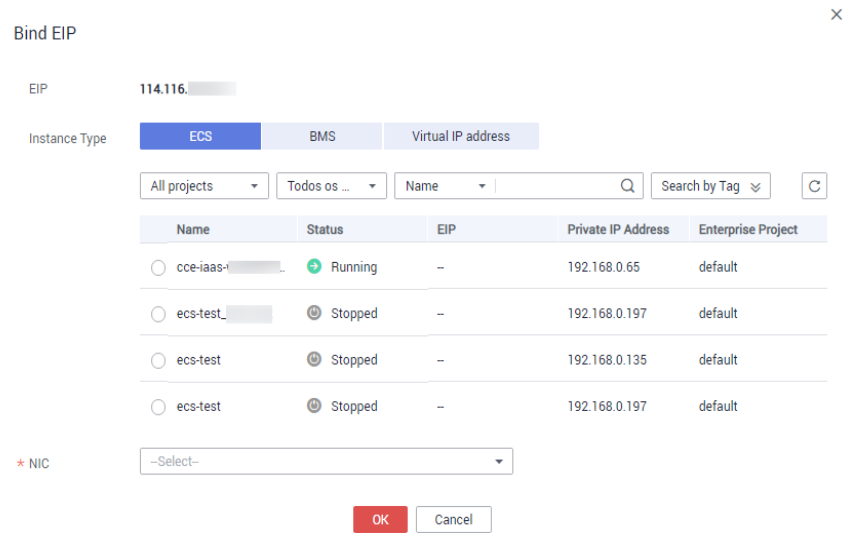 Bind EIP
EIP 114.116.
Instance Type ECS BMS Virtual IP address
All projects Todos os ... Name Search by Tag
Name Status EIP Private IP Address Enterprise Project
cce-iaas- .. Running -- 192.168.0.65 default
ecs-test_ Stopped -- 192.168.0.197 default
ecs-test Stopped -- 192.168.0.135 default
ecs-test Stopped -- 192.168.0.197 default
* NIC --Select--
OK Cancel